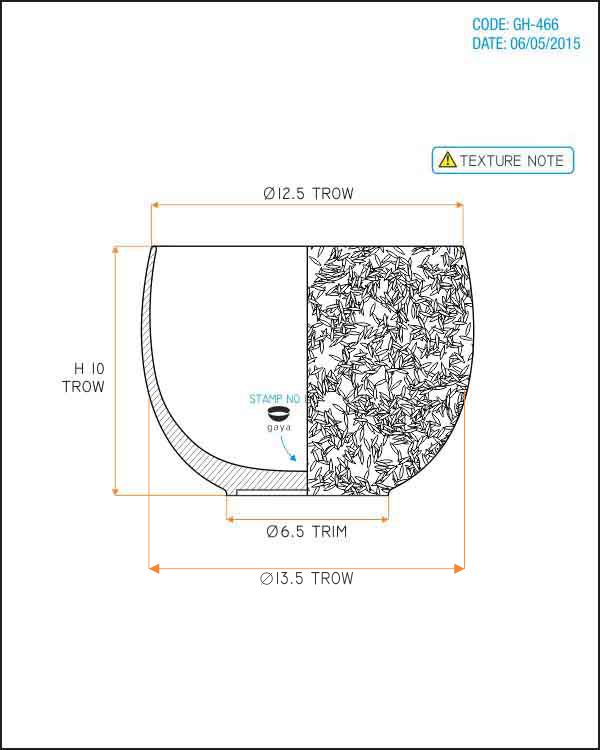 CODE: GH-466
DATE: 06/05/2015
TEXTURE NOTE
Ø12.5 TROW
H 10
TROW
STAMP NO
gaya
Ø6.5 TRIM
Ø13.5 TROW